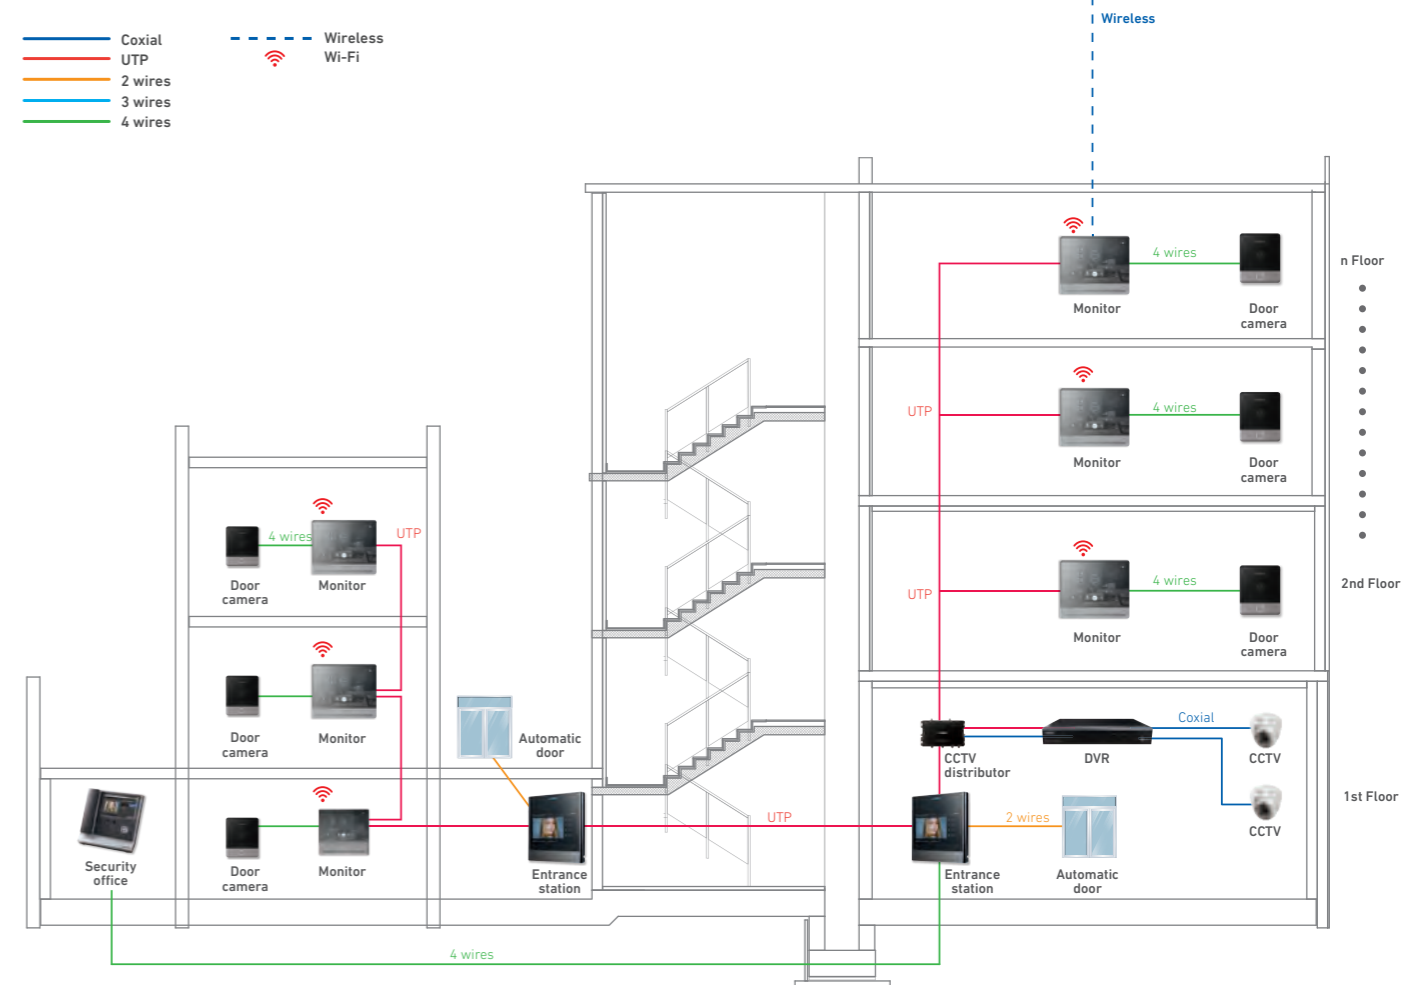 Wireless
Coxial
UTP
2 wires
3 wires
4 wires
Wireless
Wi-Fi
4 wires
Monitor
Door
camera
n Floor
UTP
4 wires
Monitor
Door
camera
4 wires
UTP
Door
camera
Monitor
UTP
4 wires
Monitor
Door
camera
2nd Floor
Door
camera
Monitor
Automatic
door
Coxial
CCTV
distributor
DVR
CCTV
1st Floor
CCTV
UTP
2 wires
Security
office
Door
camera
Monitor
Entrance
station
Entrance
station
Automatic
door
4 wires